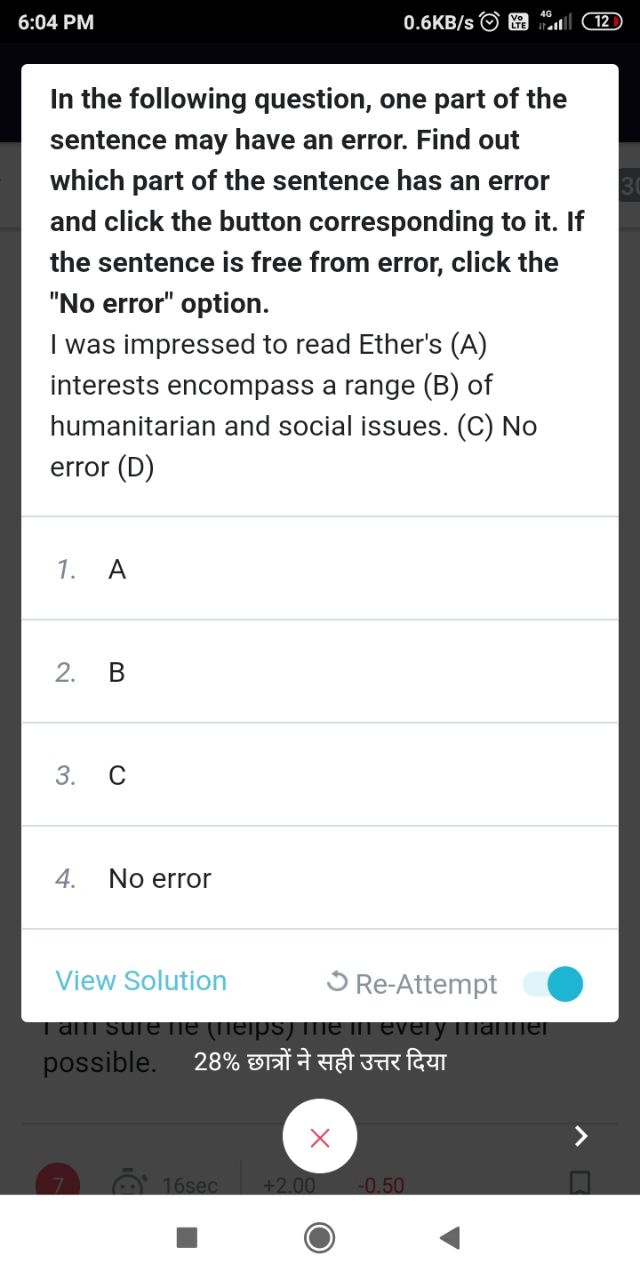 6:04 PM
0.6KB/s Vo LTE 4G 12
In the following question, one part of the
sentence may have an error. Find out
which part of the sentence has an error
and click the button corresponding to it. If
the sentence is free from error, click the
"No error" option.
I was impressed to read Ether's (A)
interests encompass a range (B) of
humanitarian and social issues. (C) No
error (D)
1. A
2. B
3. C
4. No error
View Solution
Re-Attempt
I am sure he (helps) me in every manner
possible.
28% छात्रों ने सही उत्तर दिया
7 16sec +2.00 -0.50